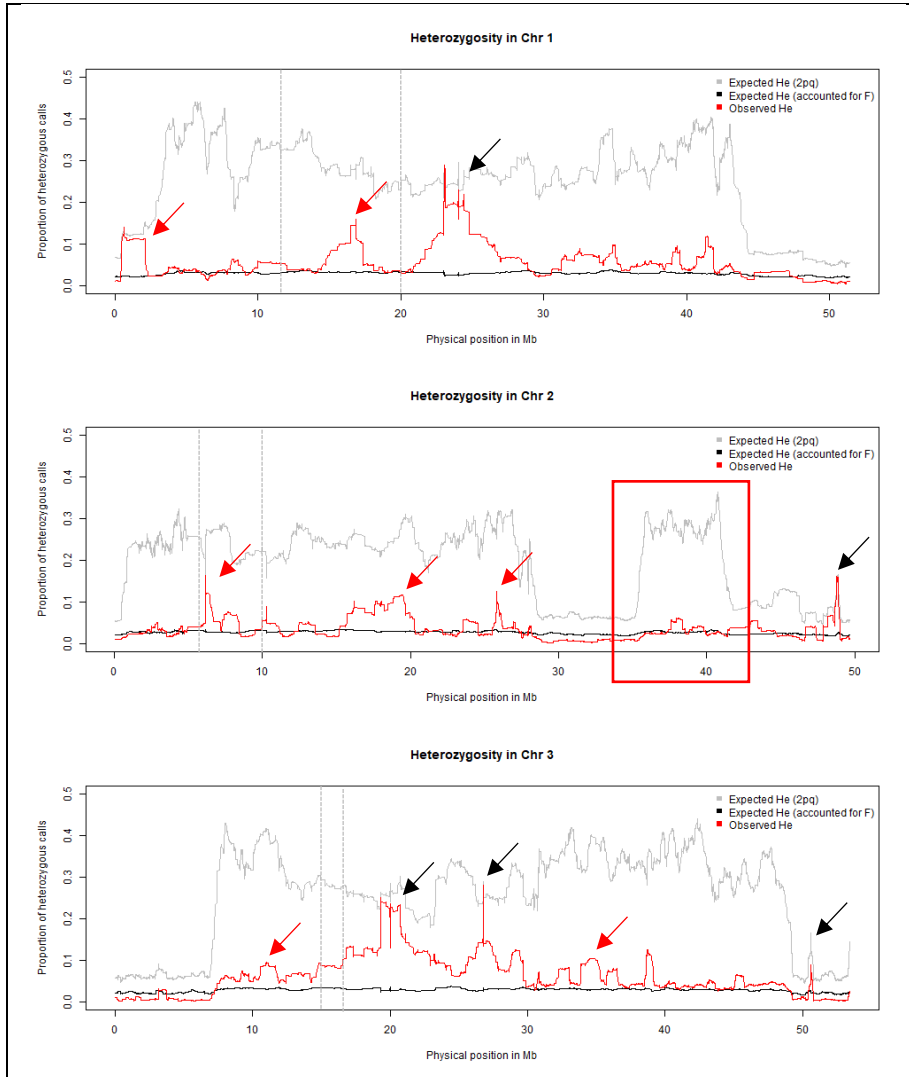 Heterozygosity in Chr 1
Expected He (2pq)
Expected He (accounted for F)
Observed He
Proportion of heterozygous calls
0.5
0.4
0.3
0.2
0.1
0.0
0 10 20 30 40 50
Physical position in Mb
Heterozygosity in Chr 2
Expected He (2pq)
Expected He (accounted for F)
Observed He
Proportion of heterozygous calls
0.5
0.4
0.3
0.2
0.1
0.0
0 10 20 30 40 50
Physical position in Mb
Heterozygosity in Chr 3
Expected He (2pq)
Expected He (accounted for F)
Observed He
Proportion of heterozygous calls
0.5
0.4
0.3
0.2
0.1
0.0
0 10 20 30 40 50
Physical position in Mb